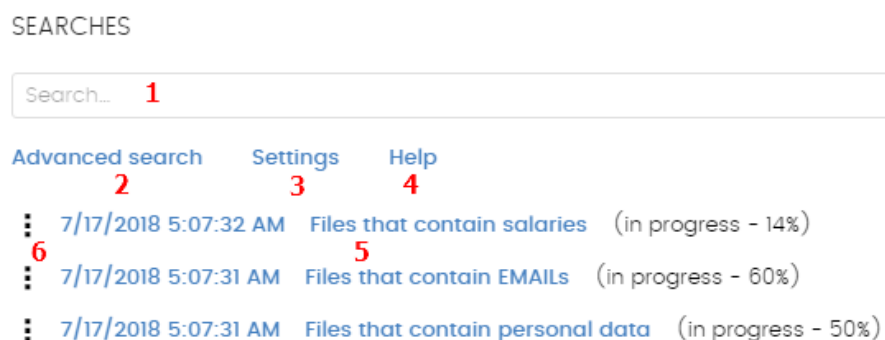 SEARCHES
Search... 1
Advanced search Settings Help
2 3 4
7/17/2018 5:07:32 AM Files that contain salaries (in progress - 14%)
6 5
7/17/2018 5:07:31 AM Files that contain EMAILs (in progress - 60%)
7/17/2018 5:07:31 AM Files that contain personal data (in progress - 50%)